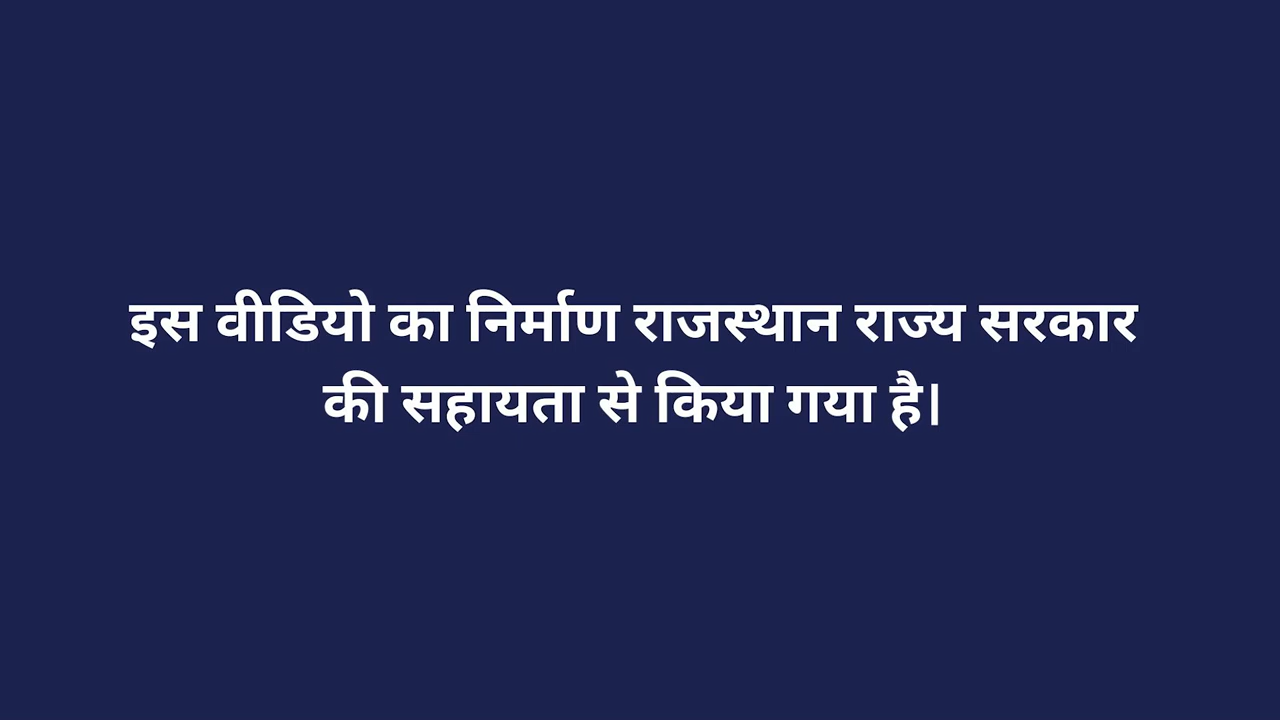 इस वीडियो का निर्माण राजस्थान राज्य सरकार
की सहायता से किया गया है।